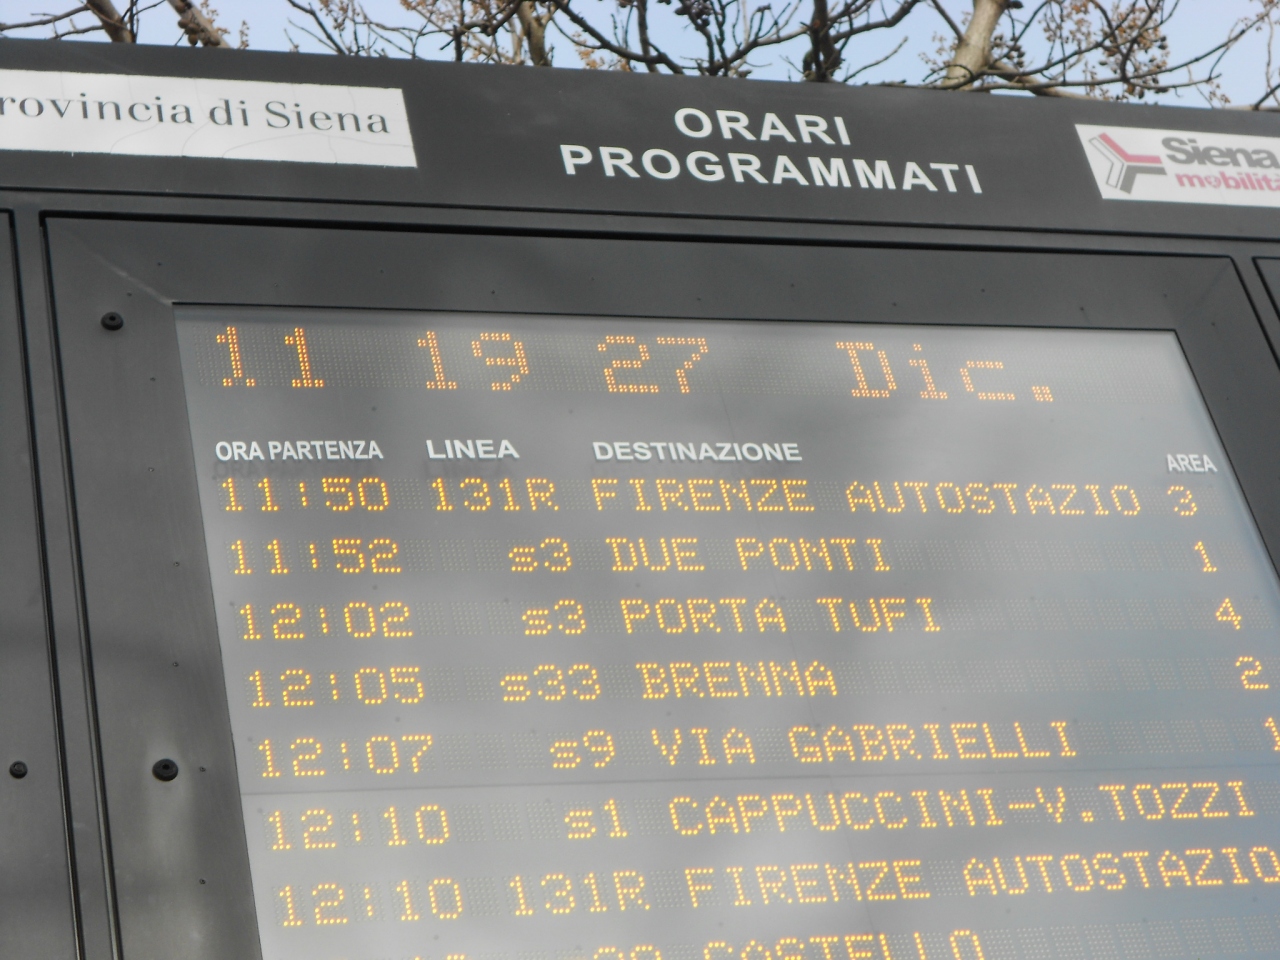 rovincia di Siena
ORARI
PROGRAMMATI
Siena
mobilità
11 19 27 Dic.
ORA PARTENZA LINEA DESTINAZIONE AREA
11:50 131R FIRENZE AUTOSTAZIO 3
11:52 s3 DUE PONTI 1
12:02 s3 PORTA TUFI 4
12:05 s33 BRENNA 2
12:07 s9 VIA GABRIELLI 1
12:10 s1 CAPPUCCINI-V.TOZZI
12:10 131R FIRENZE AUTOSTAZIO
CASTELLO